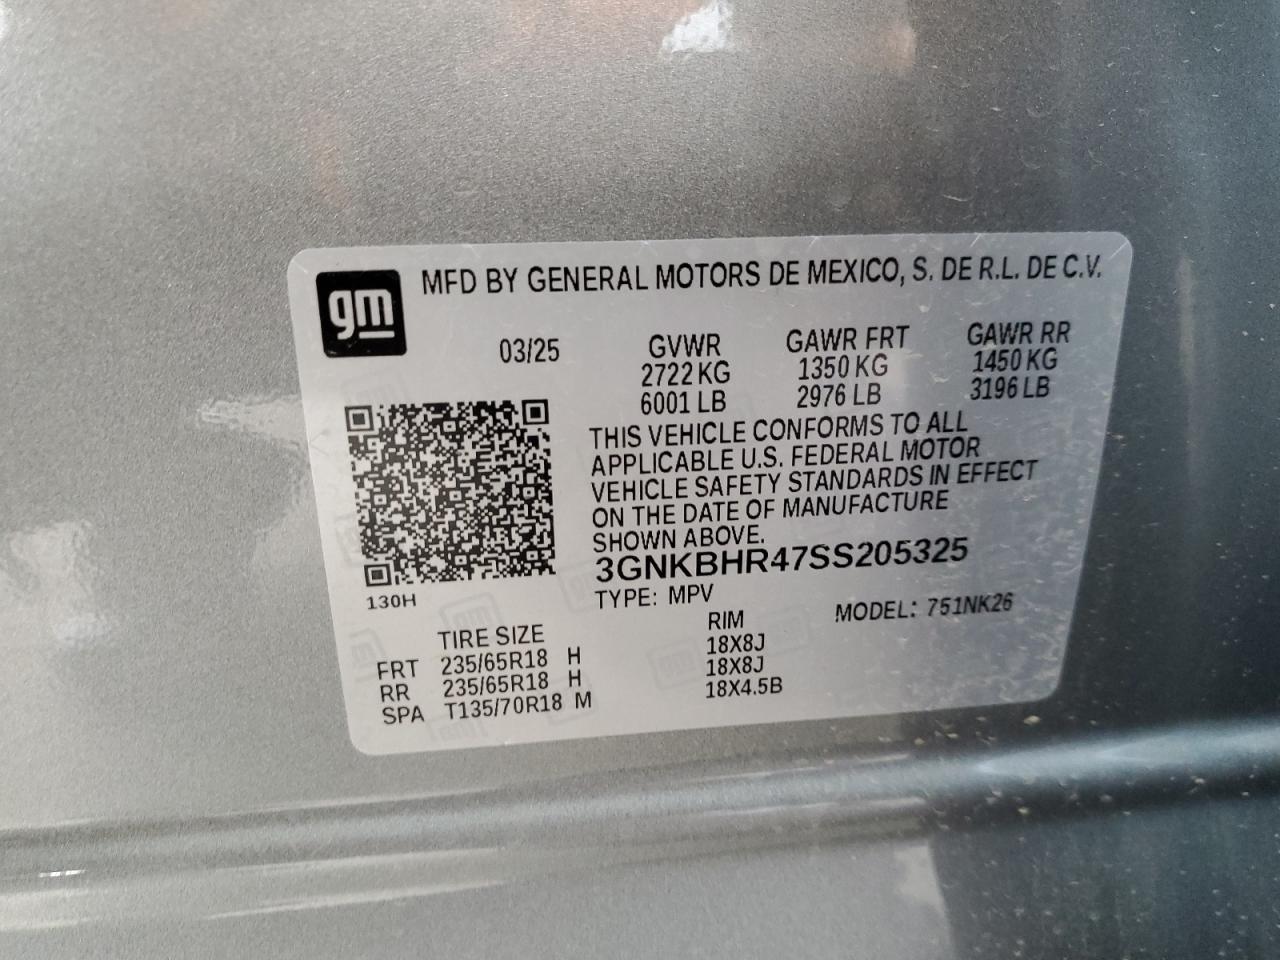 gm
MFD BY GENERAL MOTORS DE MEXICO, S. DE R.L. DE C.V.
03/25 GVWR GAWR FRT GAWR RR
2722 KG 1350 KG 1450 KG
6001 LB 2976 LB 3196 LB
THIS VEHICLE CONFORMS TO ALL
APPLICABLE U.S. FEDERAL MOTOR
VEHICLE SAFETY STANDARDS IN EFFECT
ON THE DATE OF MANUFACTURE
SHOWN ABOVE.
3GNKBHR47SS205325
130H
TYPE: MPV MODEL: 751NK26
TIRE SIZE RIM
FRT 235/65R18 H 18X8J
RR 235/65R18 H 18X8J
SPA T135/70R18 M 18X4.5B